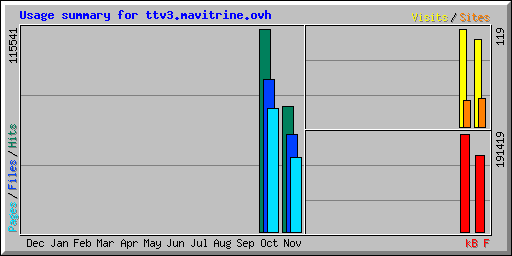 Usage summary for ttv3.mavitrine.ovh
Visits / Sites
115541
Pages / Files / Hits
119
191419
Dec Jan Feb Mar Apr May Jun Jul Aug Sep Oct Nov
kB F